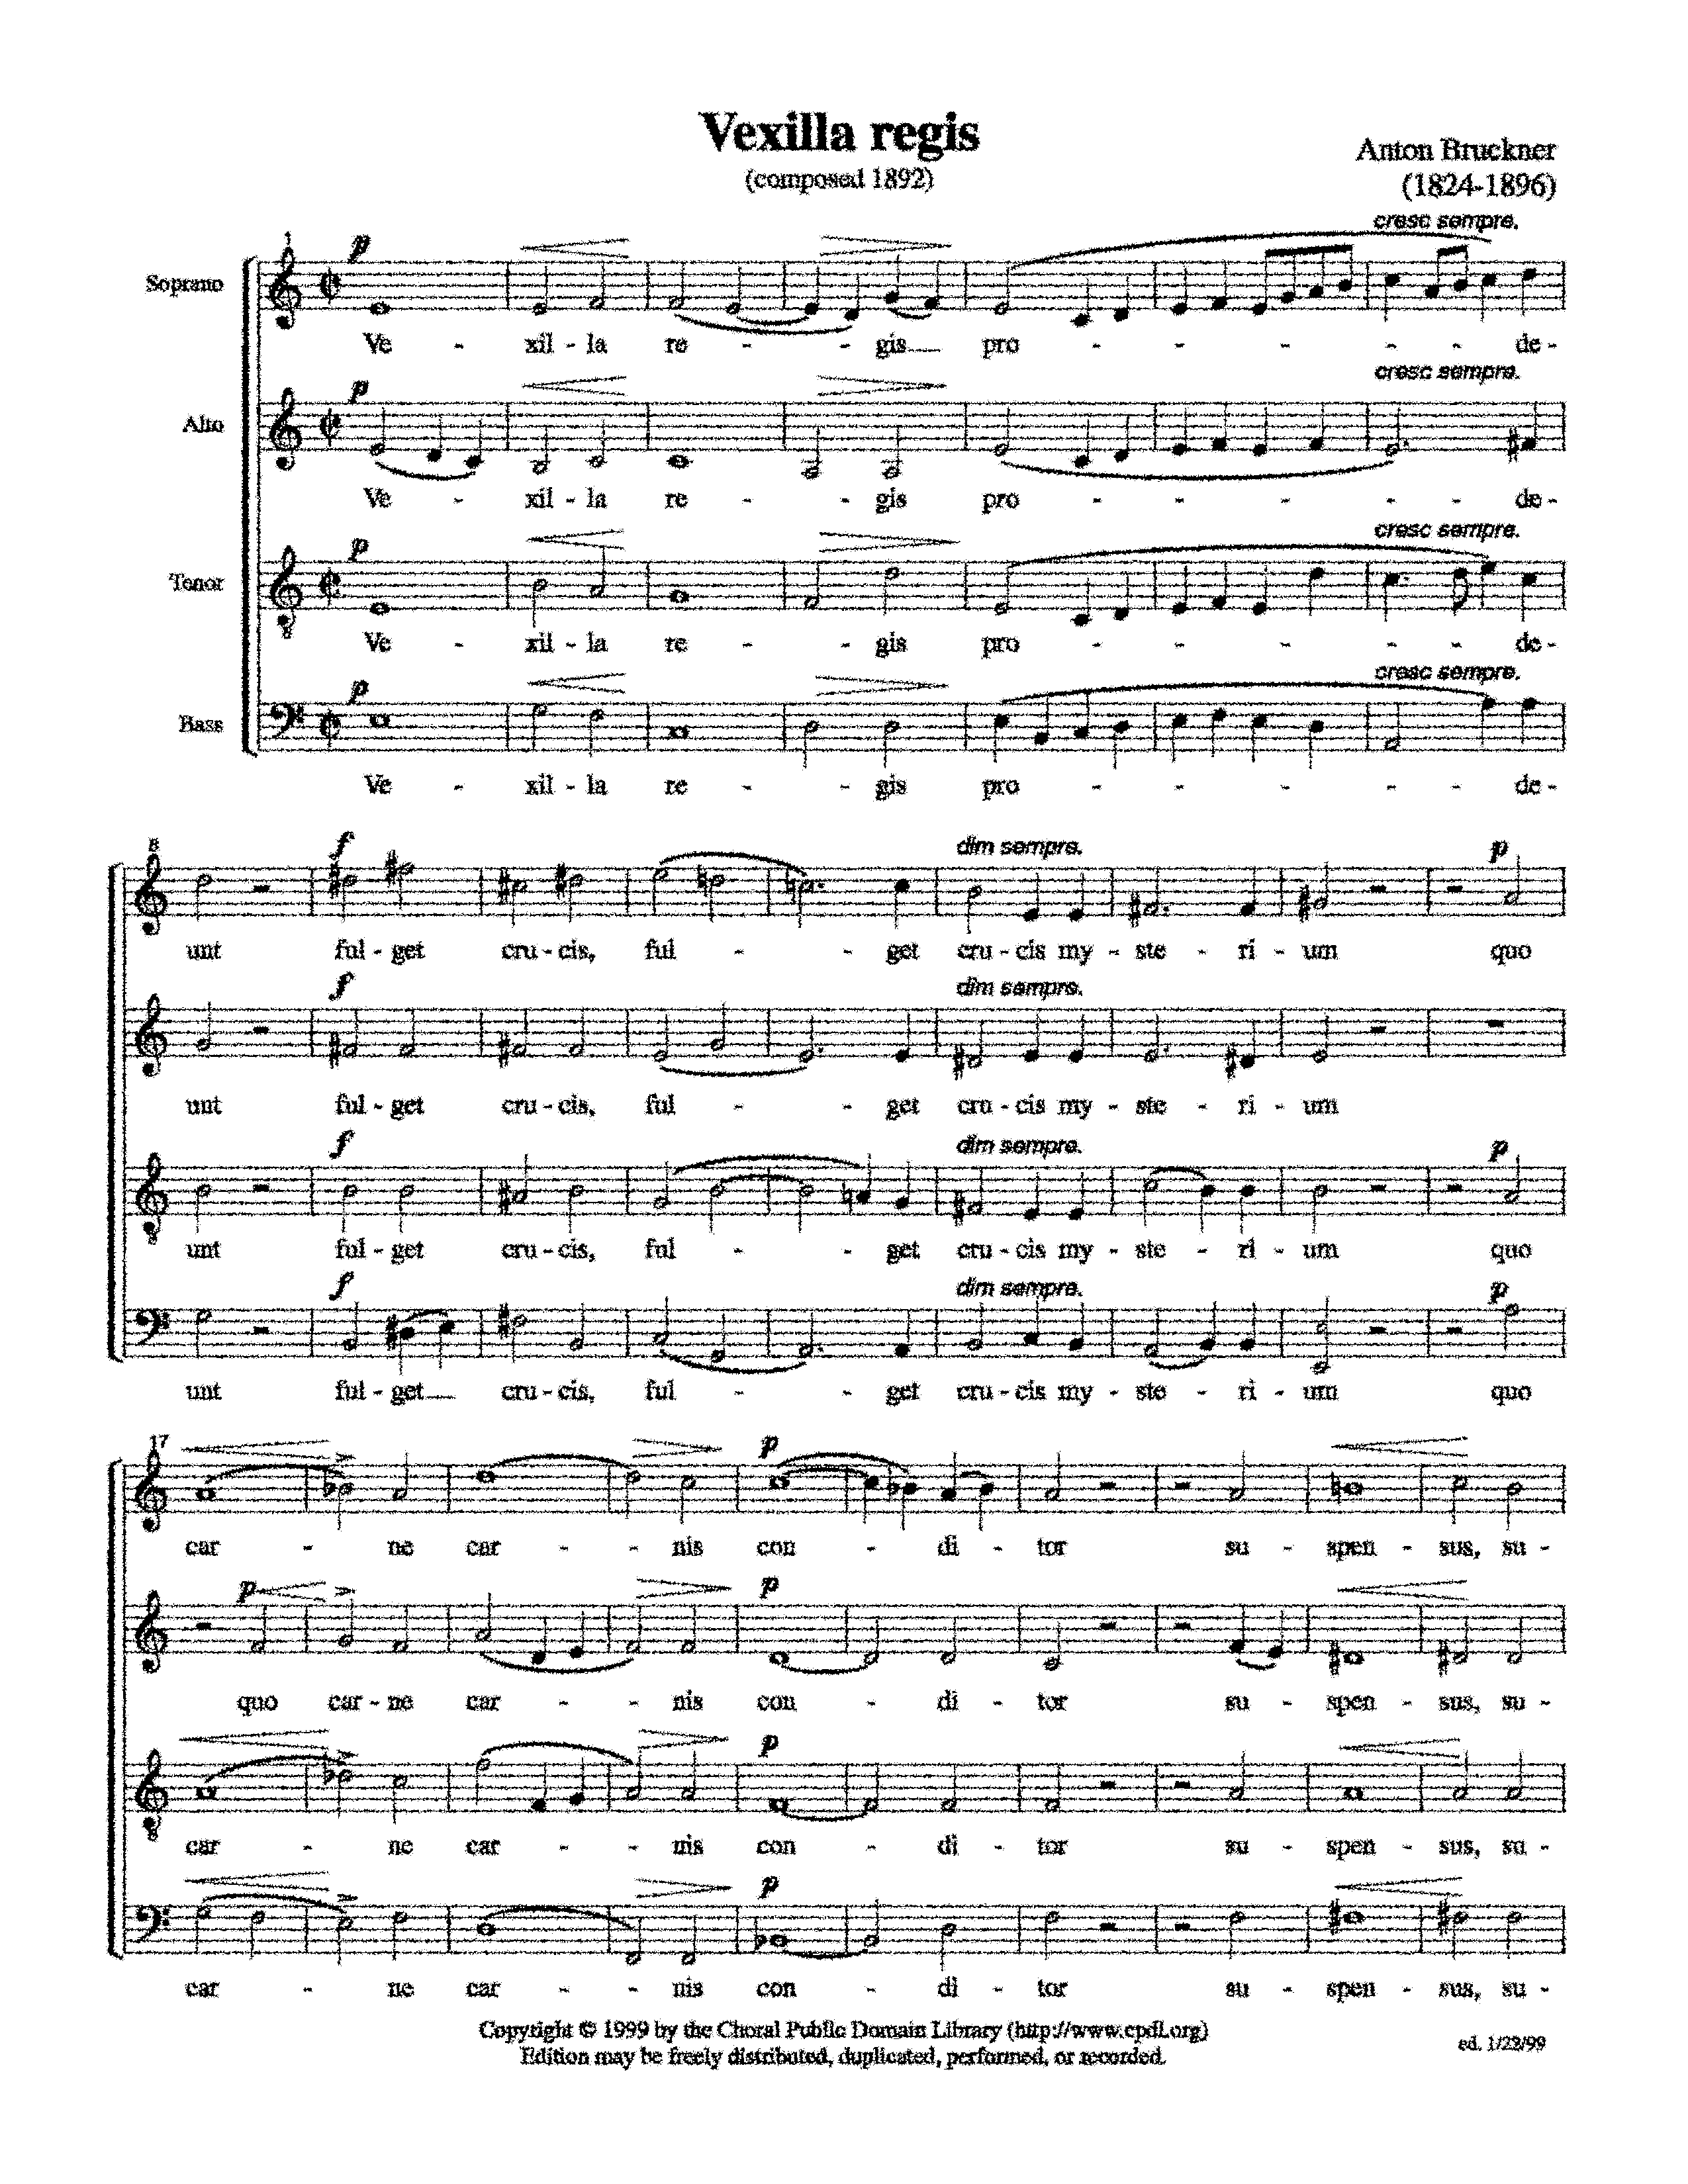 Vexilla regis
(composed 1892)
Anton Bruckner
(1824-1896)
cresc sempre.
1
p
Soprano
Ve - xil - la re - - gis pro - - - - - de -
cresc sempre.
p
Alto
Ve - xil - la re - - gis pro - - - - - de -
cresc sempre.
p
Tenor
8
Ve - xil - la re - - gis pro - - - - - de -
cresc sempre.
p
Bass
Ve - xil - la re - - gis pro - - - - - de -
8 f dim sempre. p
unt ful - get cru - cis, ful - - get cru - cis my - ste - ri - um quo
f dim sempre.
unt ful - get cru - cis, ful - - get cru - cis my - ste - ri - um
f dim sempre. p
8
unt ful - get cru - cis, ful - - get cru - cis my - ste - ri - um quo
f dim sempre. p
unt ful - get cru - cis, ful - - get cru - cis my - ste - ri - um quo
17 p
car - ne car - - nis con - di - tor su - spen - sus, su -
p p
quo car - ne car - - nis con - di - tor su - spen - sus, su -
p
8
car - ne car - - nis con - di - tor su - spen - sus, su -
p
car - ne car - - nis con - di - tor su - spen - sus, su -
Copyright © 1999 by the Choral Public Domain Library (http://www.cpdl.org)
Edition may be freely distributed, duplicated, performed, or recorded.
ed. 1/22/99